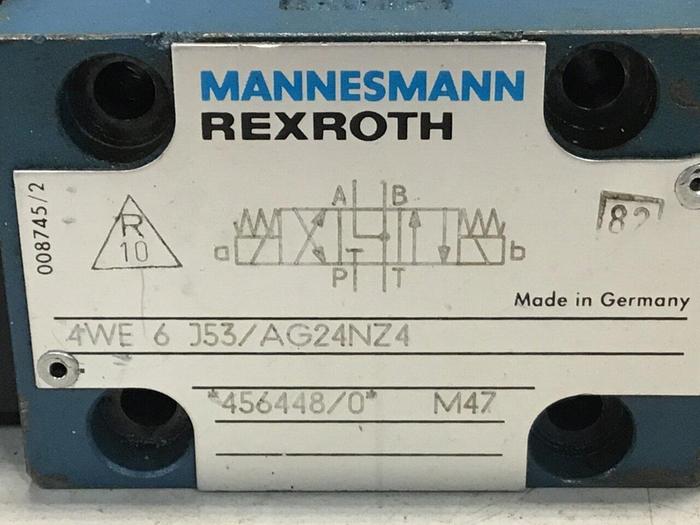 MANNESMANN
REXROTH
008745/2
R
10
A B
a b
P T
82
Made in Germany
4WE 6 J53/AG24NZ4
*456448/0* M47